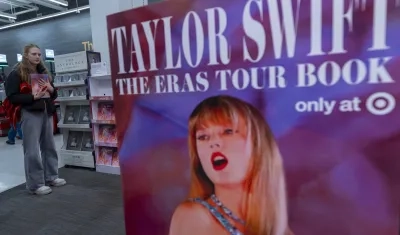 TAYLOR SWIFT
THE ERAS TOUR BOOK
only at